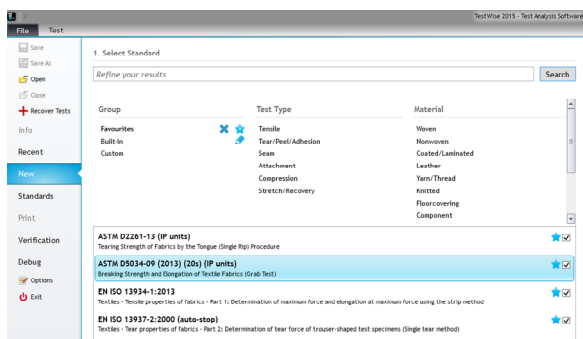 TestWise 2015 - Test Analysis Software
File Test
Save
Save As
Open
Close
Recover Tests
Info
Recent
New
Standards
Print
Verification
Debug
Options
Exit
1. Select Standard
Refine your results
Search
Group
Favourites
Built-in
Custom
Test Type
Tensile
Tear/Peel/Adhesion
Seam
Attachment
Compression
Stretch/Recovery
Material
Woven
Nonwoven
Coated/Laminated
Leather
Yarn/Thread
Knitted
Floorcovering
Component
ASTM D2261-13 (IP units)
Tearing Strength of Fabrics by the Tongue (Single Rip) Procedure
ASTM D5034-09 (2013) (20s) (IP units)
Breaking Strength and Elongation of Textile Fabrics (Grab Test)
EN ISO 13934-1:2013
Textiles - Tensile properties of fabrics - Part 1: Determination of maximum force and elongation at maximum force using the strip method
EN ISO 13937-2:2000 (auto-stop)
Textiles - Tear properties of fabrics - Part 2: Determination of tear force of trouser-shaped test specimens (Single tear method)